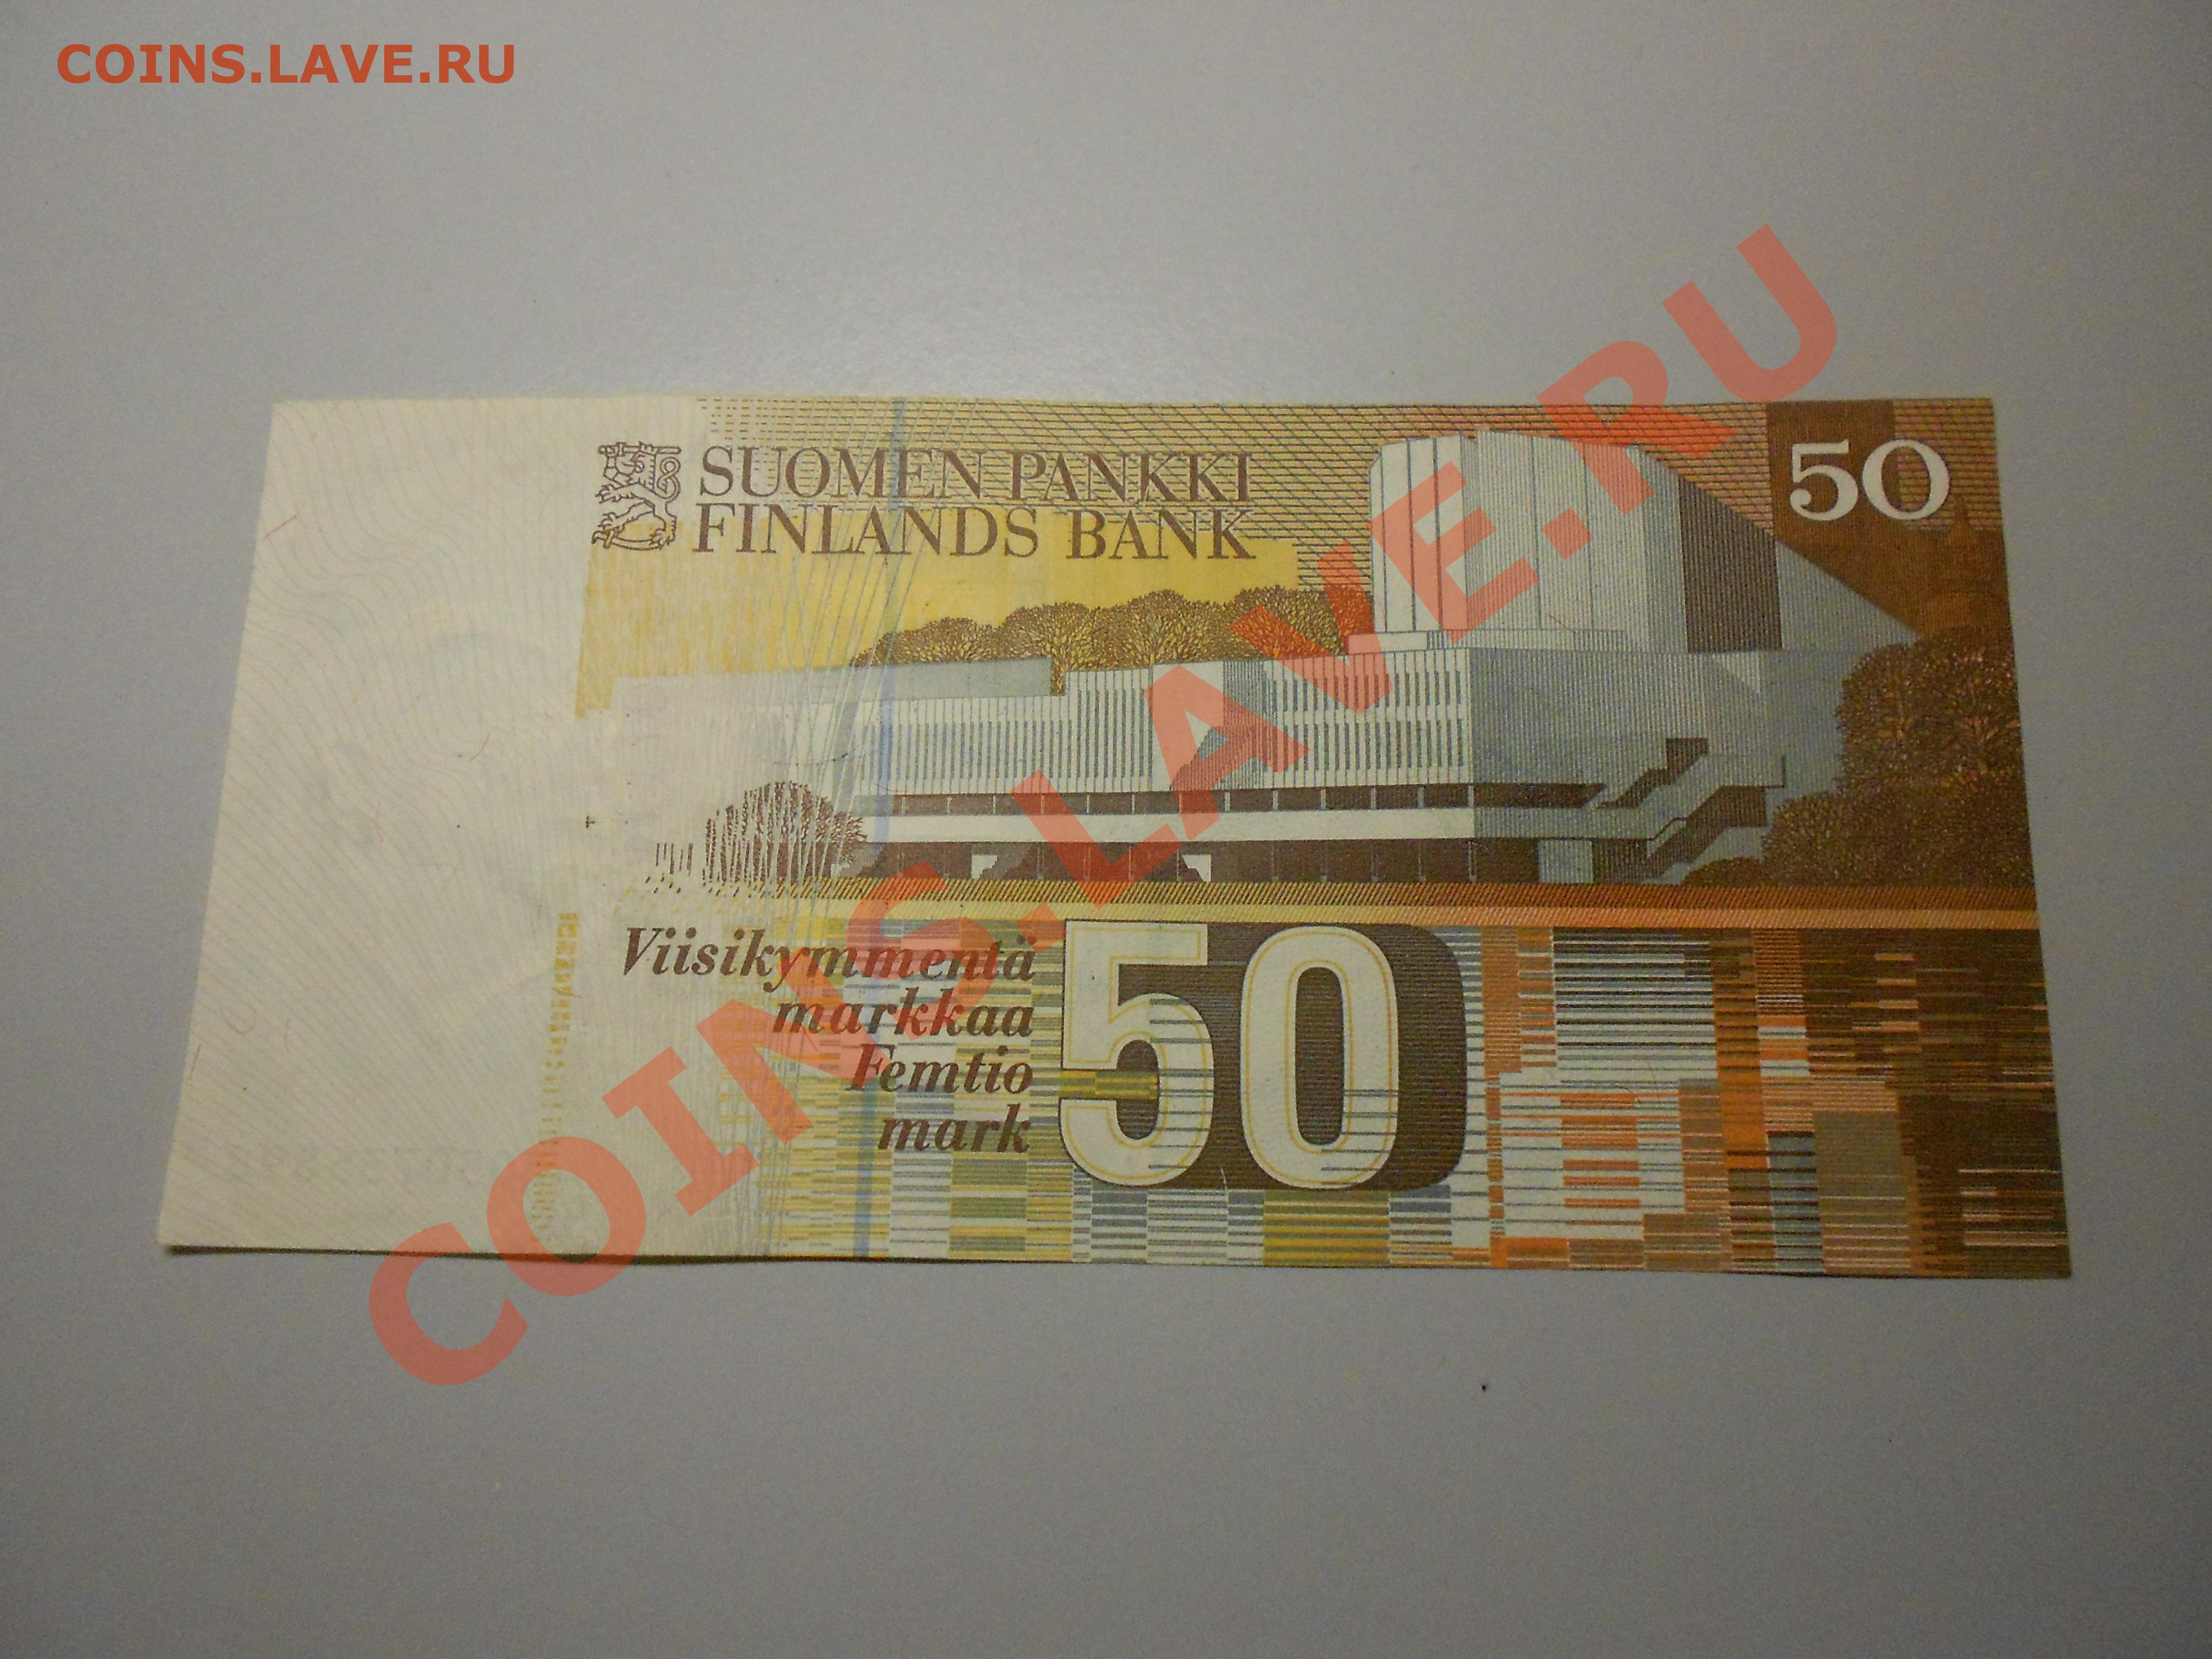 COINS.LAVE.RU
SUOMEN PANKKI
FINLANDS BANK
50
Viisikymmentä
markkaa
Femtio
mark
50
COINS.LAVE.RU